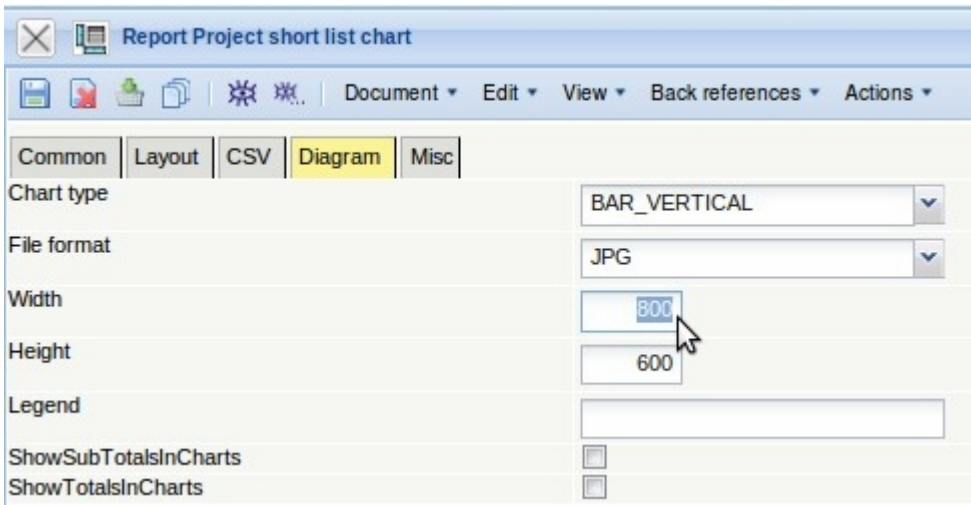 Report Project short list chart
Document Edit View Back references Actions
Common Layout CSV Diagram Misc
Chart type BAR_VERTICAL
File format JPG
Width 800
Height 600
Legend
ShowSubTotalsInCharts
ShowTotalsInCharts